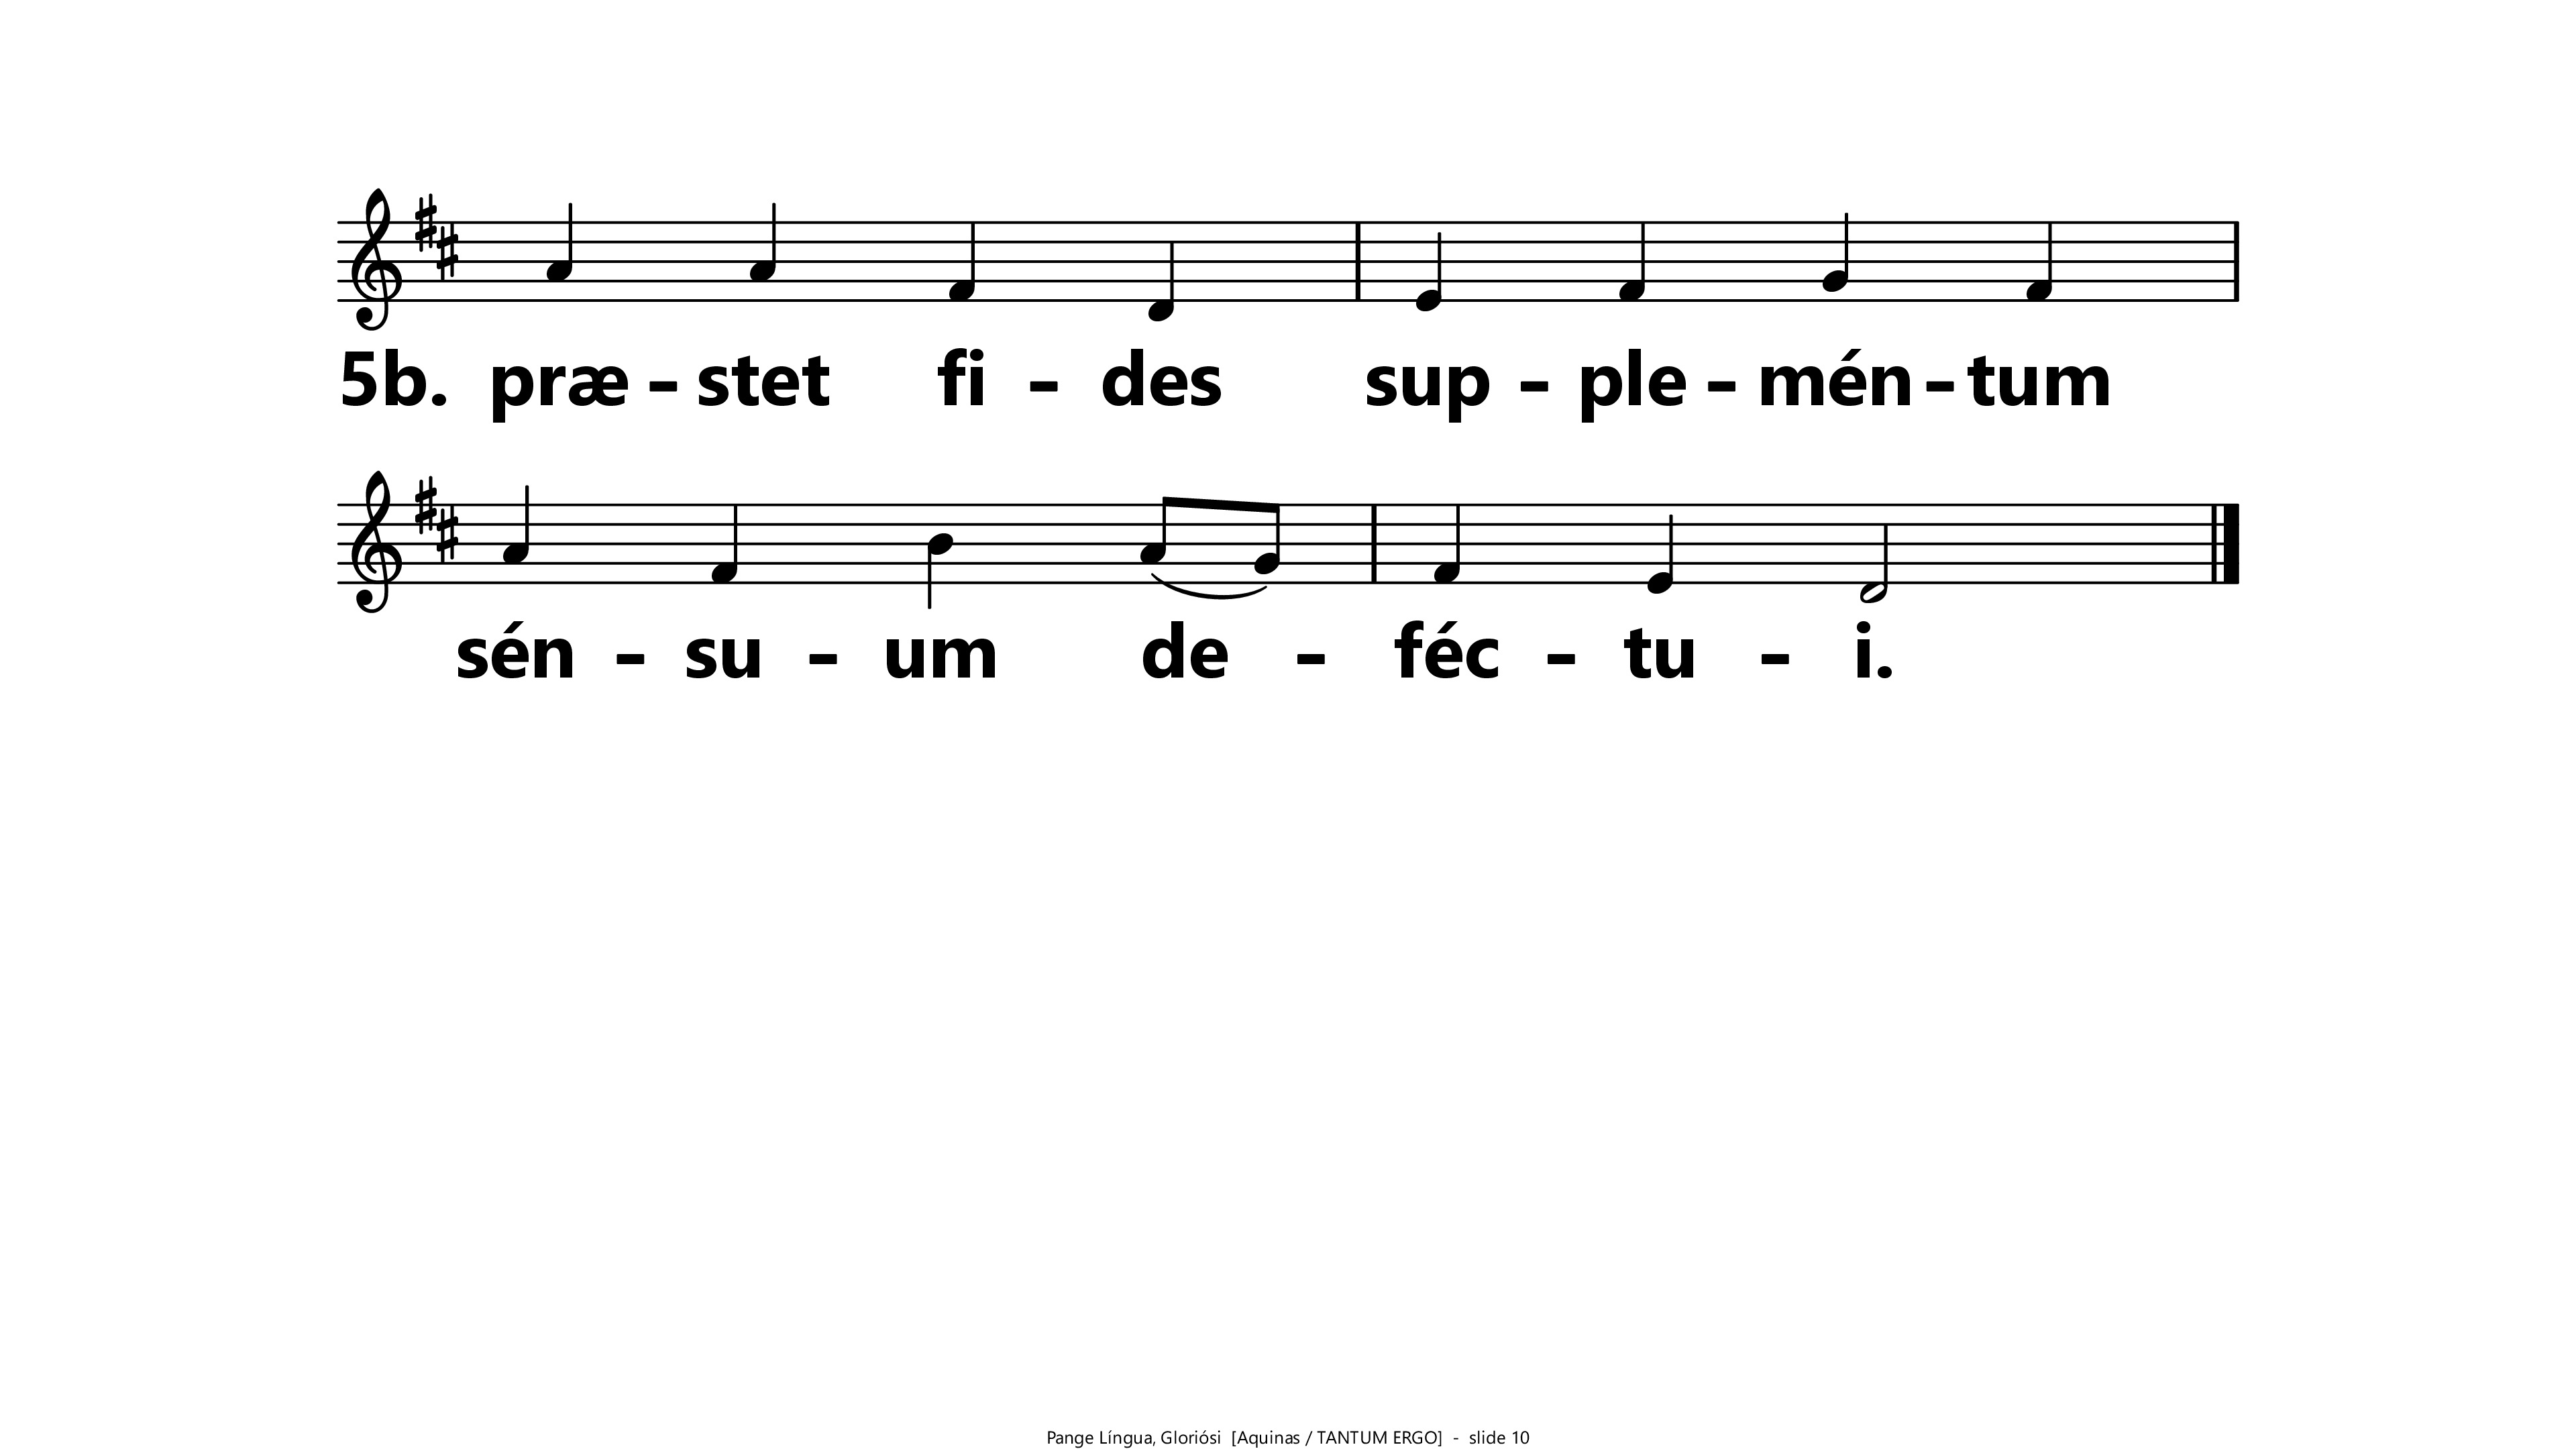 5b. præ - stet fi - des sup - ple - mén - tum
sén - su - um de - féc - tu - i.
Pange Língua, Gloriósi [Aquinas / TANTUM ERGO] - slide 10